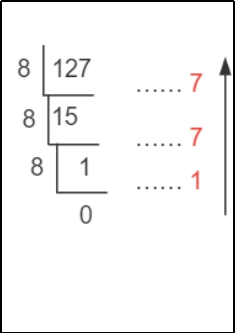 8 127 ...... 7
8 15 ...... 7
8 1 ...... 1
0